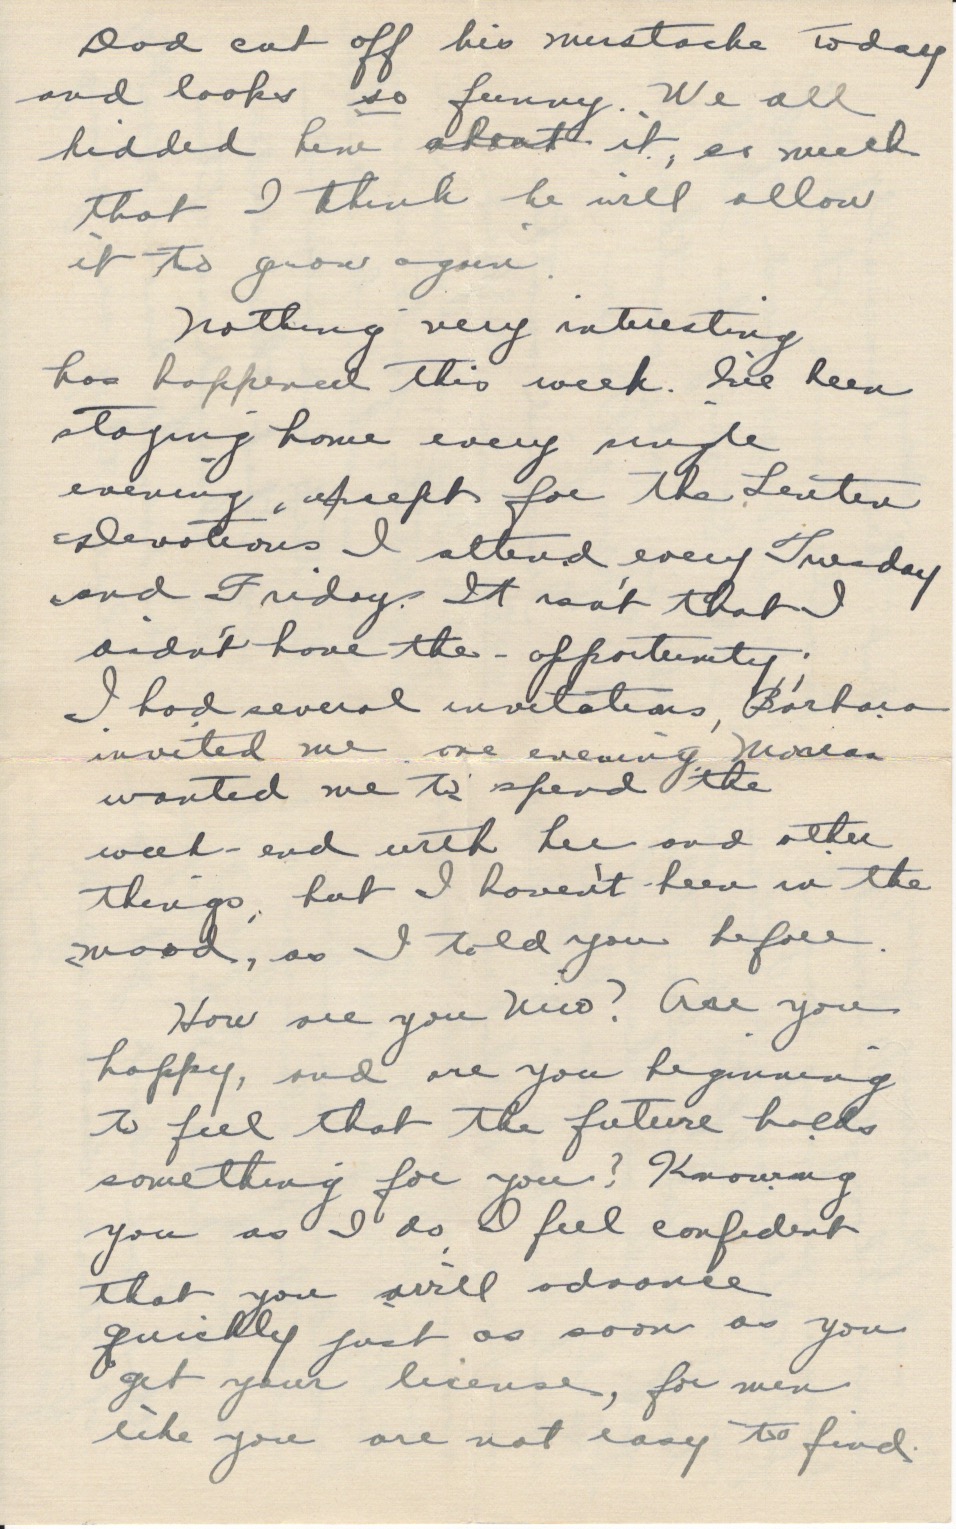 Dad cut off his mustache today
and looks so funny. We all
kidded him about it, so much
that I think he will allow
it to grow again.
Nothing very interesting
has happened this week. I've been
staying home every single
evening, except for the Lenten
Devotions I attend every Tuesday
and Friday. It isn't that I
didn't have the - opportunity;
I had several invitations, Barbara
invited me one evening,
wanted me to spend the
week-end with her and other
things, but I haven't been in the
mood, as I told you before.
How are you Nico? Are you
happy, and are you beginning
to feel that the future holds
something for you? Knowing
you as I do, I feel confident
that you will advance
quickly just as soon as you
get your license, for men
like you are not easy to find.